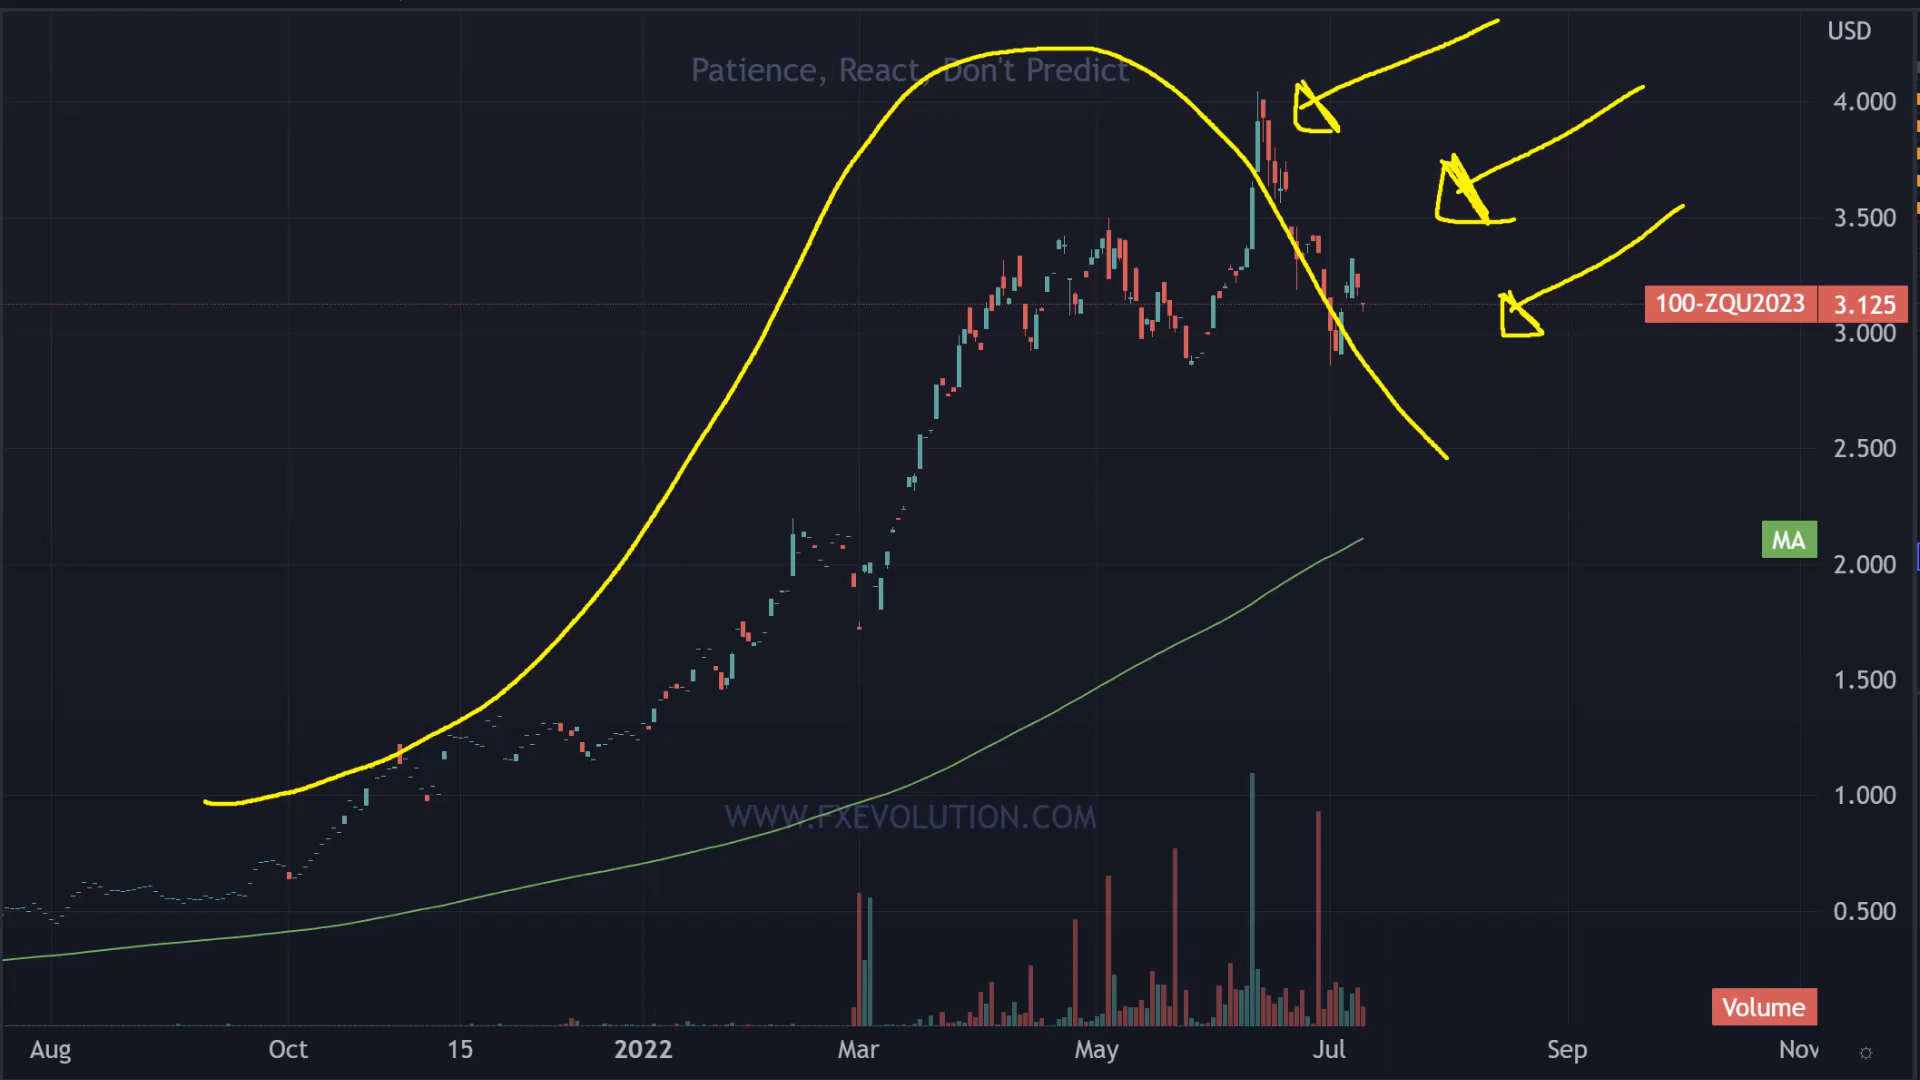 USD
Patience, React, Don't Predict
4.000
3.500
100-ZQU2023 3.125
3.000
2.500
MA
2.000
1.500
1.000
WWW.FXEVOLUTION.COM
0.500
Volume
Aug Oct 15 2022 Mar May Jul Sep Nov